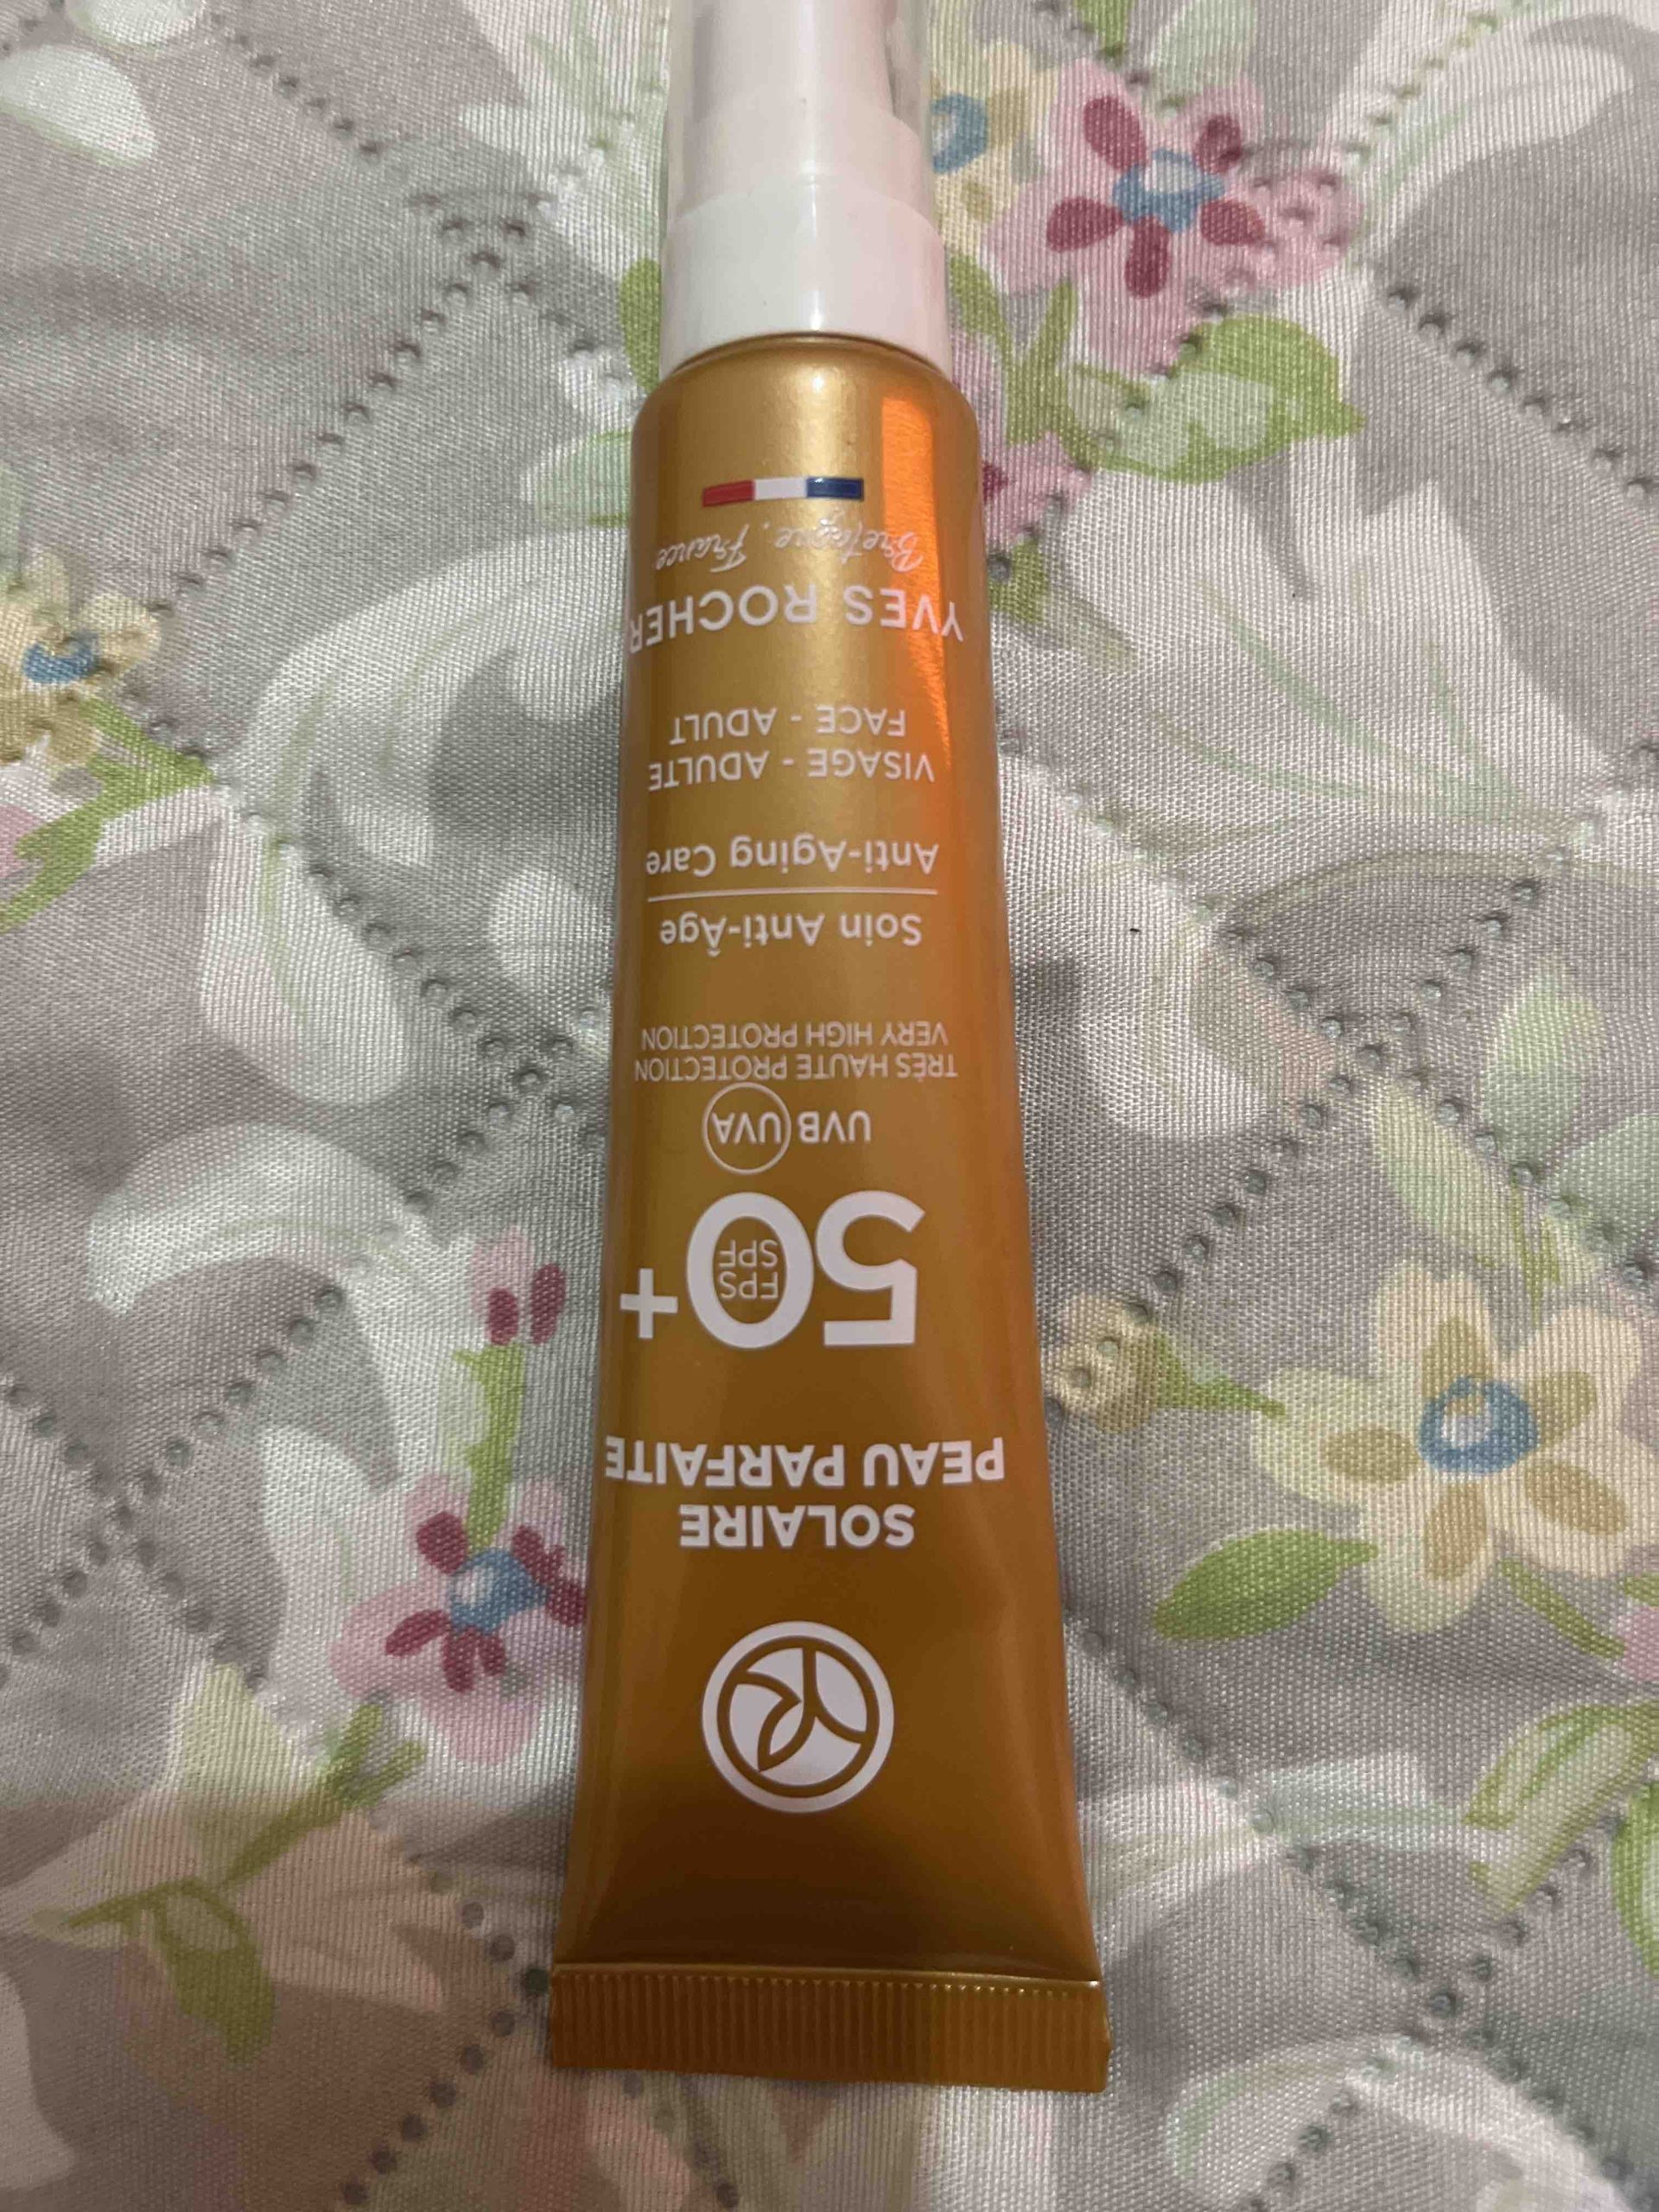 SOLAIRE
PEAU PARFAITE
50+
FPS
SPF
UVB UVA
TRÈS HAUTE PROTECTION
VERY HIGH PROTECTION
Soin Anti-Âge
Anti-Aging Care
VISAGE - ADULTE
FACE - ADULT
YVES ROCHER
Bretagne, France